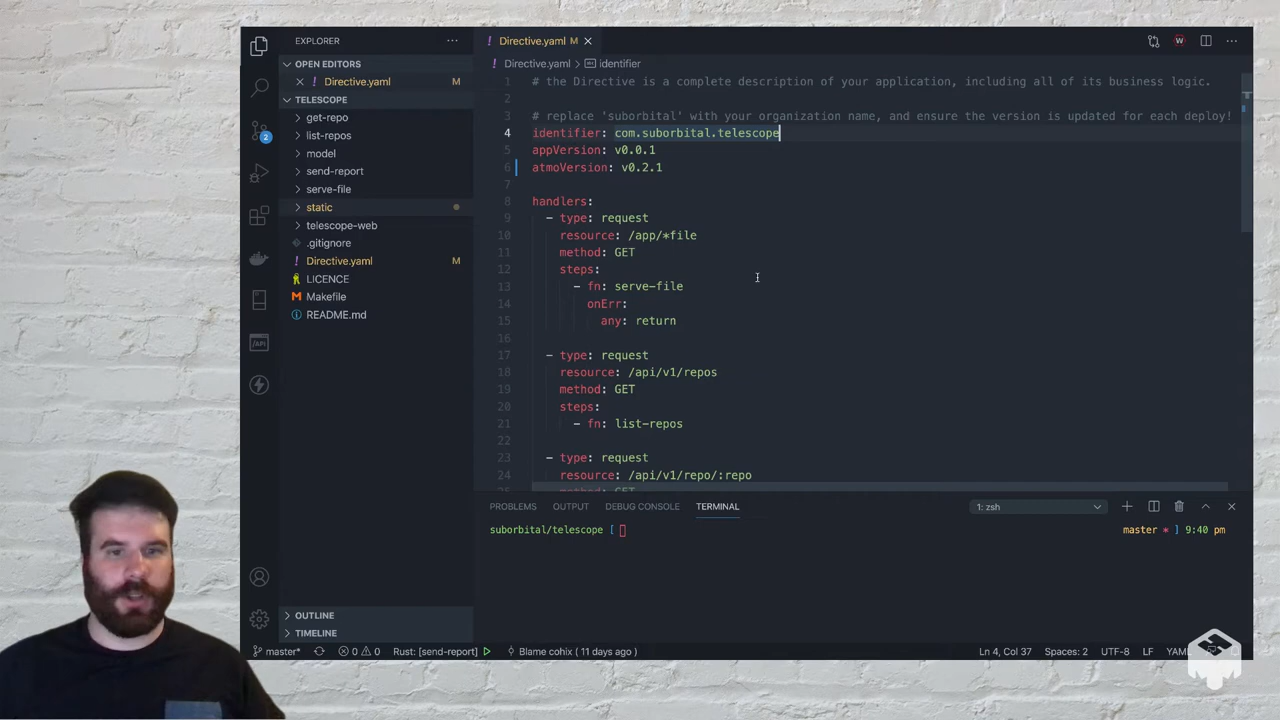 EXPLORER
OPEN EDITORS
Directive.yaml M
TELESCOPE
get-repo
list-repos
model
send-report
serve-file
static
telescope-web
.gitignore
Directive.yaml M
LICENCE
Makefile
README.md
OUTLINE
TIMELINE
Directive.yaml M
Directive.yaml > identifier
1 # the Directive is a complete description of your application, including all of its business logic.
2
3 # replace 'suborbital' with your organization name, and ensure the version is updated for each deploy!
4 identifier: com.suborbital.telescope
5 appVersion: v0.0.1
6 atmoVersion: v0.2.1
7
8 handlers:
9 - type: request
10 resource: /app/*file
11 method: GET
12 steps:
13 - fn: serve-file
14 onErr:
15 any: return
16
17 - type: request
18 resource: /api/v1/repos
19 method: GET
20 steps:
21 - fn: list-repos
22
23 - type: request
24 resource: /api/v1/repo/:repo
25 method: GET
PROBLEMS OUTPUT DEBUG CONSOLE TERMINAL 1: zsh
suborbital/telescope [ master * ] 9:40 pm
master* 0 0 Rust: [send-report] Blame cohix ( 11 days ago ) Ln 4, Col 37 Spaces: 2 UTF-8 LF YAML
2
/API
W